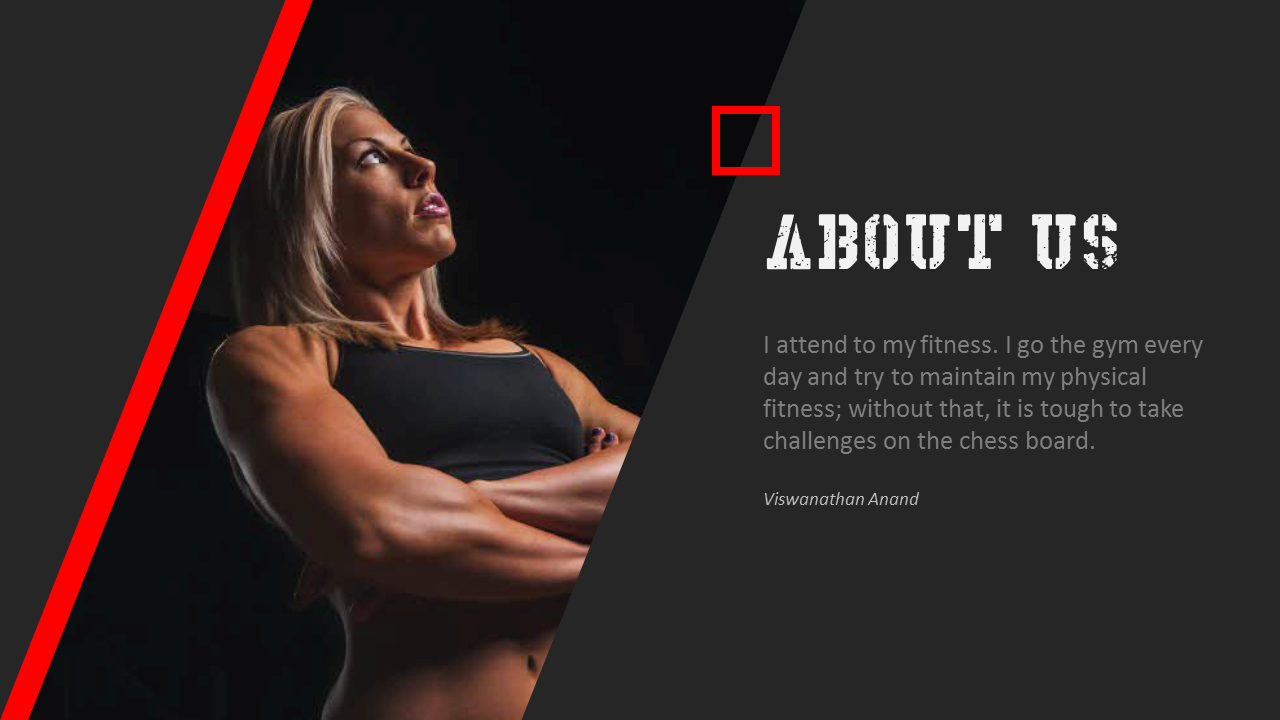 ABOUT US
I attend to my fitness. I go the gym every
day and try to maintain my physical
fitness; without that, it is tough to take
challenges on the chess board.
Viswanathan Anand